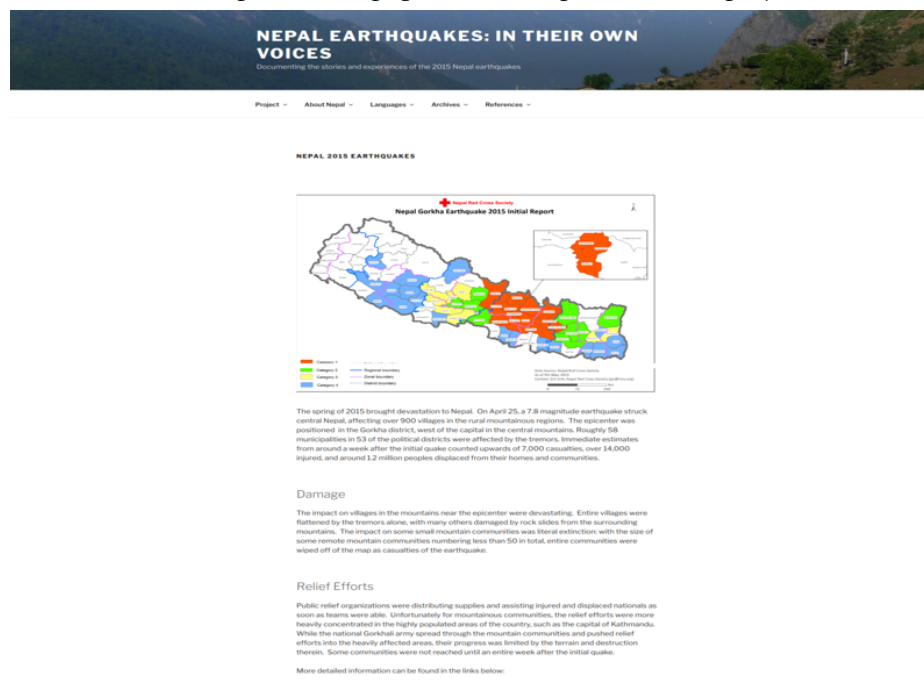 NEPAL EARTHQUAKES: IN THEIR OWN
VOICES
Documenting the stories and experiences of the 2015 Nepal earthquakes
Project About Nepal Languages Archives References
NEPAL 2015 EARTHQUAKES
Nepal Red Cross Society
Nepal Gorkha Earthquake 2015 Initial Report
Category 1
Category 2 Regional boundary
Category 3 Zonal boundary
Category 4 District boundary
The spring of 2015 brought devastation to Nepal. On April 25, a 7.8 magnitude earthquake struck
central Nepal, affecting over 900 villages in the rural mountainous regions. The epicenter was
positioned in the Gorkha district, west of the capital in the central mountains. Roughly 58
municipalities in 53 of the political districts were affected by the tremors. Immediate estimates
from around a week after the initial quake counted upwards of 7,000 casualties, over 14,000
injured, and around 1.2 million peoples displaced from their homes and communities.
Damage
The impact on villages in the mountains near the epicenter were devastating. Entire villages were
flattened by the tremors alone, with many others damaged by rock slides from the surrounding
mountains. The impact on some small mountain communities was literal extinction: with the size of
some remote mountain communities numbering less than 50 in total, entire communities were
wiped off of the map as casualties of the earthquake.
Relief Efforts
Public relief organizations were distributing supplies and assisting injured and displaced nationals as
soon as teams were able. Unfortunately for mountainous communities, the relief efforts were more
heavily concentrated in the highly populated areas of the country, such as the capital of Kathmandu.
While the national Gorkhali army spread through the mountain communities and pushed relief
efforts into the heavily affected areas, their progress was limited by the terrain and destruction
therein. Some communities were not reached until an entire week after the initial quake.
More detailed information can be found in the links below: